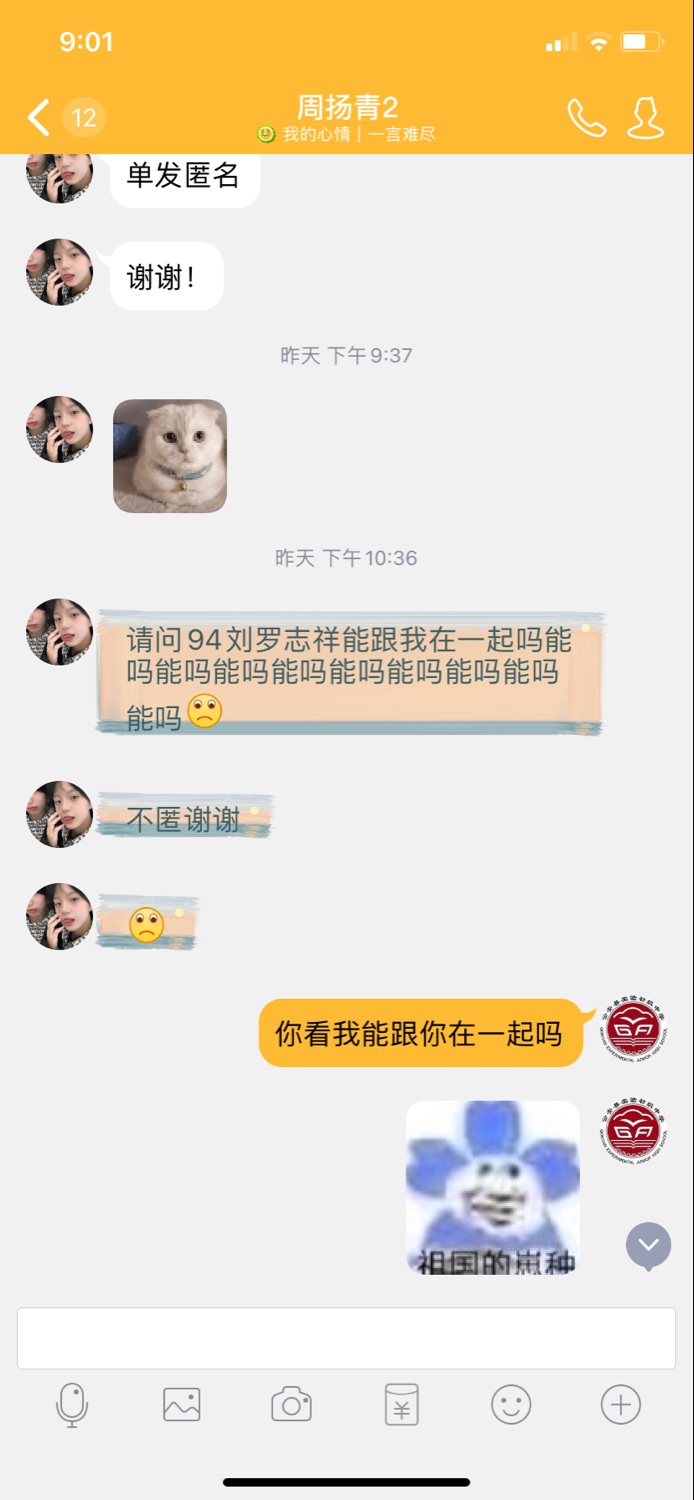 9:01
12
周扬青2
我的心情 | 一言难尽
单发匿名
谢谢！
昨天 下午 9:37
昨天 下午 10:36
请问94刘罗志祥能跟我在一起吗能
吗能吗能吗能吗能吗能吗能吗能吗
能吗
不匿谢谢
你看我能跟你在一起吗
祖国的崽种